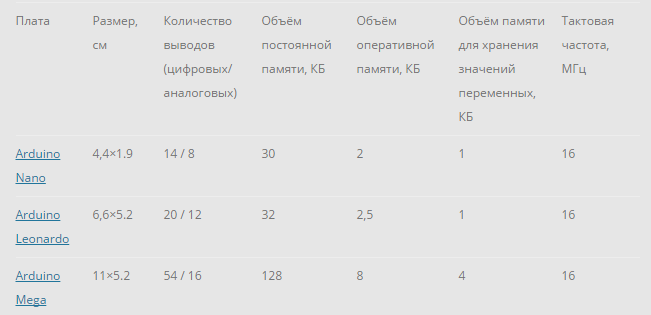 Плата Размер, Количество Объём Объём Объём памяти Тактовая
см выводов постоянной оперативной для хранения частота,
(цифровых/ памяти, КБ памяти, КБ значений МГц
аналоговых) переменных,
КБ
Arduino 4,4×1.9 14 / 8 30 2 1 16
Nano
Arduino 6,6×5.2 20 / 12 32 2,5 1 16
Leonardo
Arduino 11×5.2 54 / 16 128 8 4 16
Mega